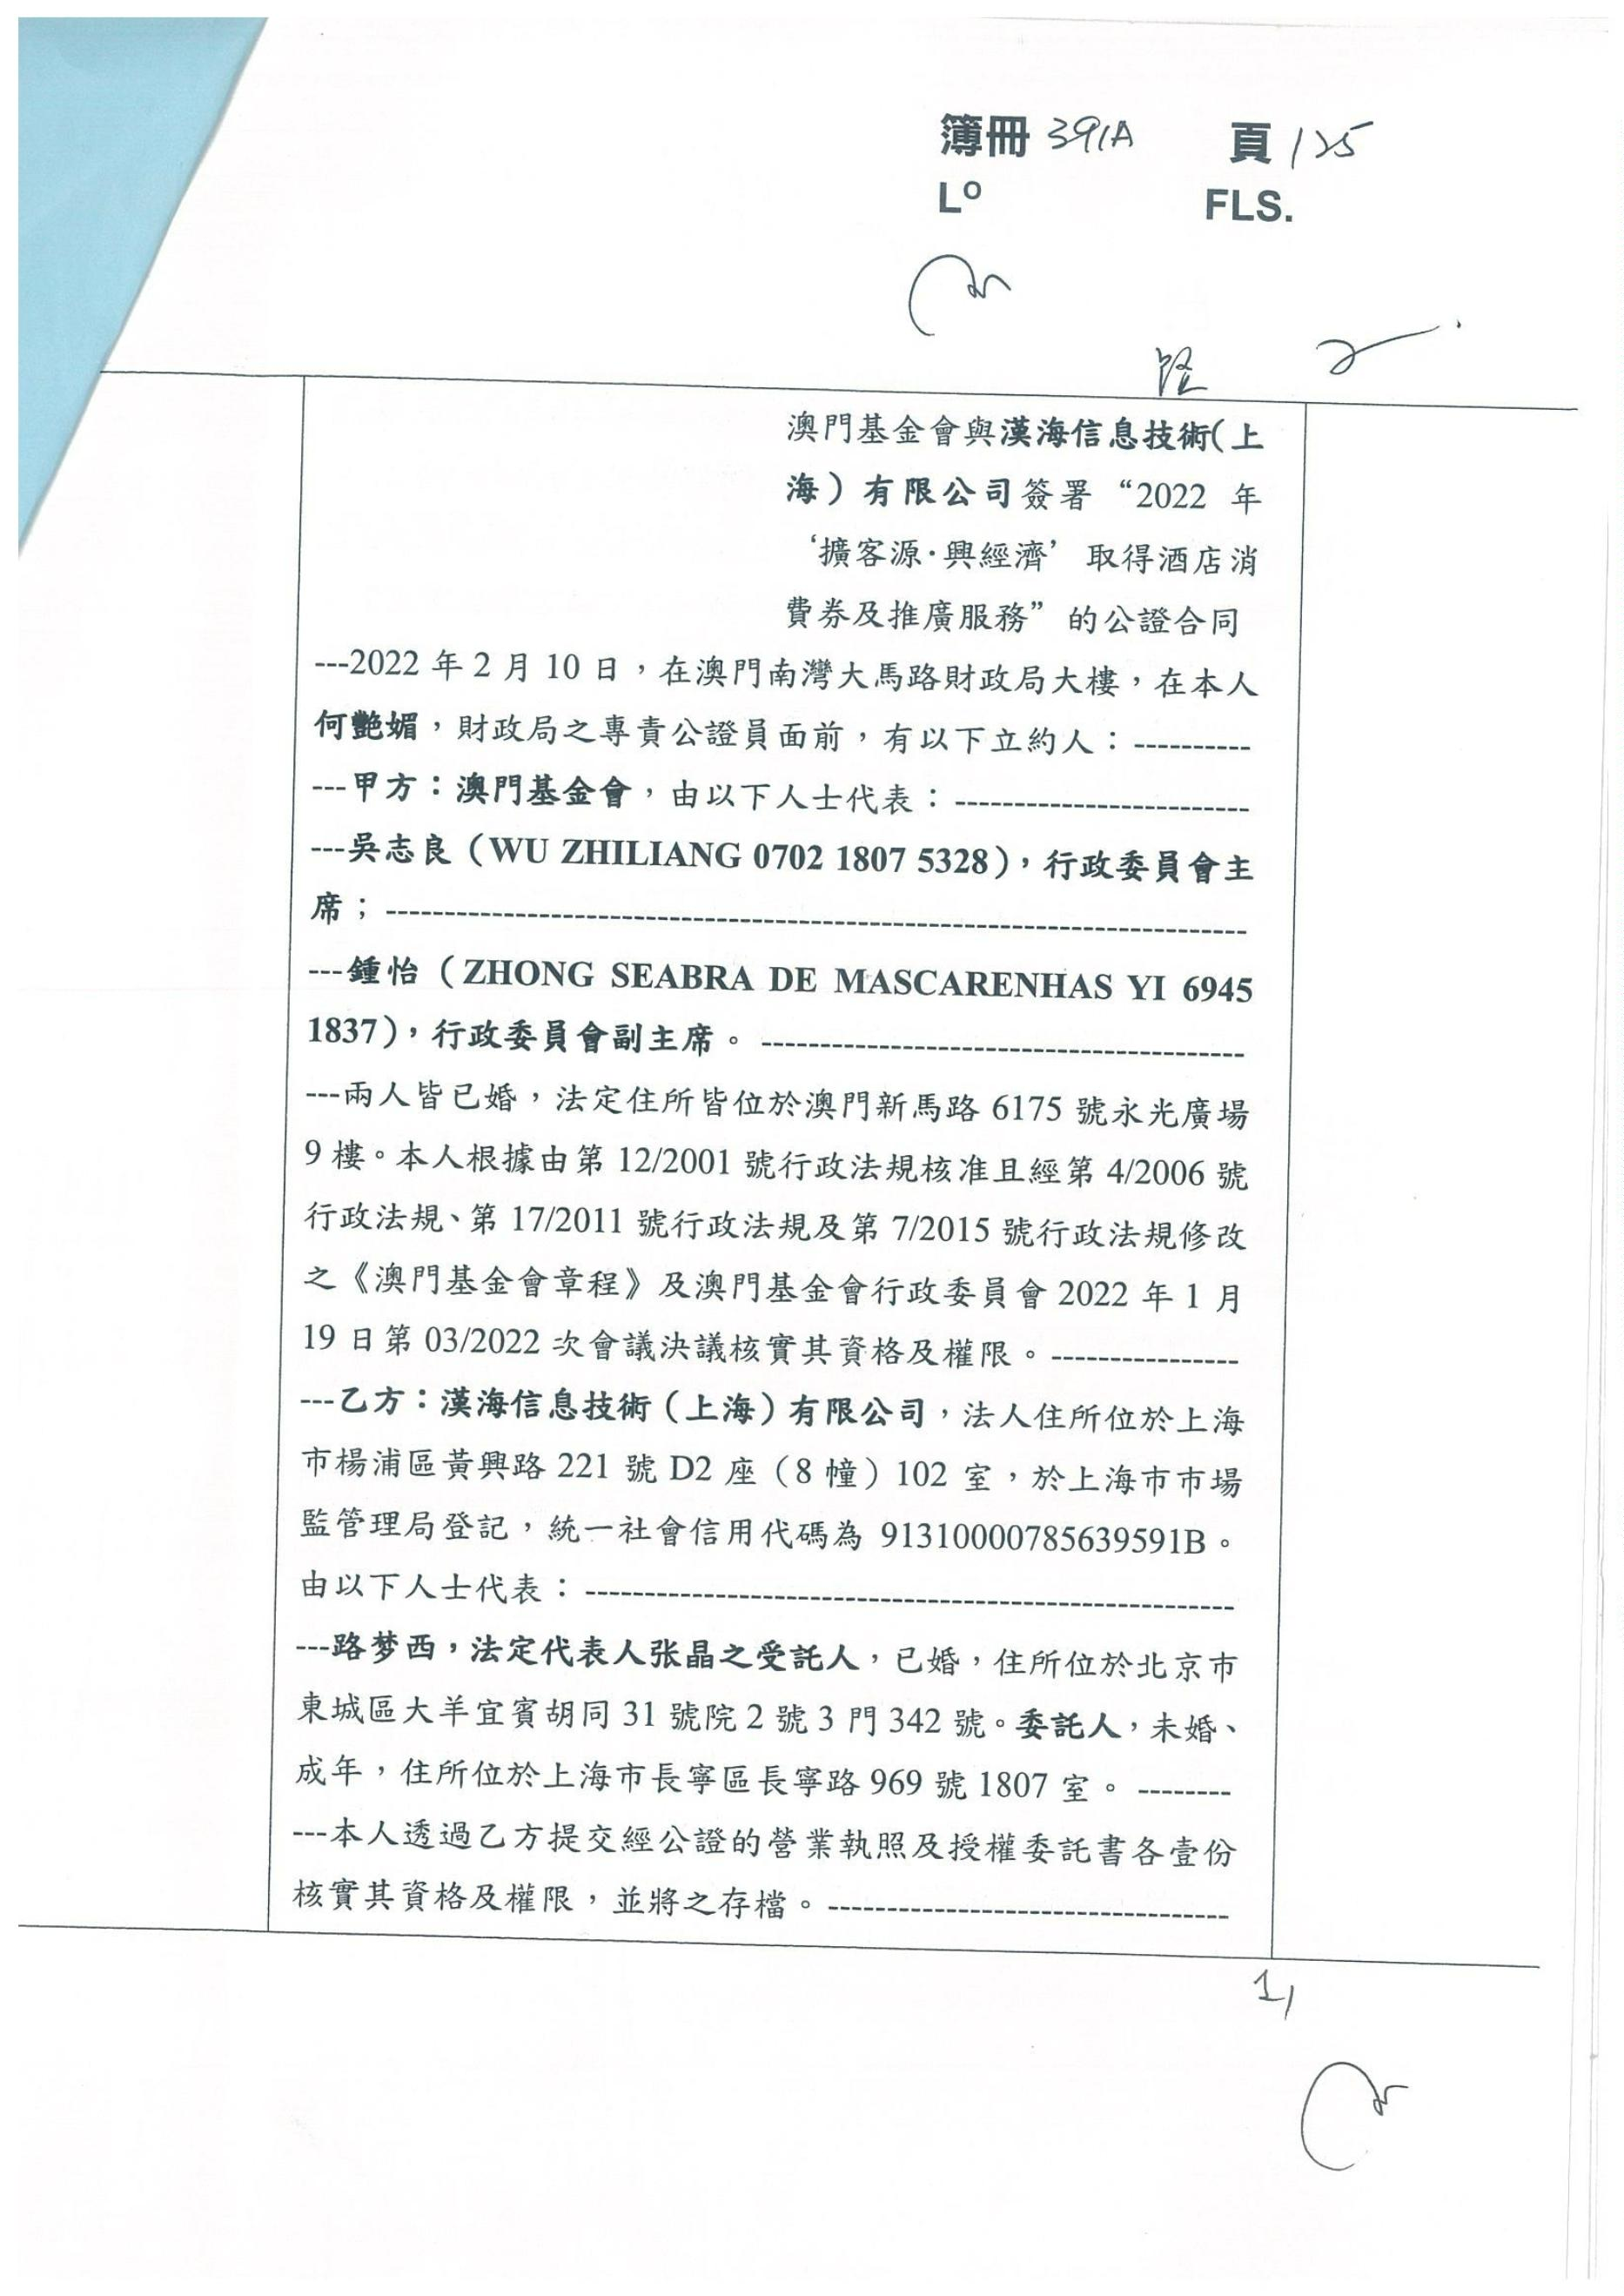 簿冊 391A 頁 125
Lº FLS.
澳門基金會與漢海信息技術(上
海）有限公司簽署“2022 年
‘擴客源·興經濟’取得酒店消
費券及推廣服務”的公證合同
---2022 年 2 月 10 日，在澳門南灣大馬路財政局大樓，在本人
何艷媚，財政局之專責公證員面前，有以下立約人：----------
---甲方：澳門基金會，由以下人士代表：-------------------------
---吳志良（WU ZHILIANG 0702 1807 5328），行政委員會主
席；--------------------------------------------------------------------------
---鍾怡（ZHONG SEABRA DE MASCARENHAS YI 6945
1837），行政委員會副主席。-----------------------------------------
---兩人皆已婚，法定住所皆位於澳門新馬路 6175 號永光廣場
9 樓。本人根據由第 12/2001 號行政法規核准且經第 4/2006 號
行政法規、第 17/2011 號行政法規及第 7/2015 號行政法規修改
之《澳門基金會章程》及澳門基金會行政委員會 2022 年 1 月
19 日第 03/2022 次會議決議核實其資格及權限。----------------
---乙方：漢海信息技術（上海）有限公司，法人住所位於上海
市楊浦區黃興路 221 號 D2 座（8 幢）102 室，於上海市市場
監管理局登記，統一社會信用代碼為 91310000785639591B。
由以下人士代表：-------------------------------------------------------
---路梦西，法定代表人张晶之受託人，已婚，住所位於北京市
東城區大羊宜賓胡同 31 號院 2 號 3 門 342 號。委託人，未婚、
成年，住所位於上海市長寧區長寧路 969 號 1807 室。--------
---本人透過乙方提交經公證的營業執照及授權委託書各壹份
核實其資格及權限，並將之存檔。----------------------------------
1/